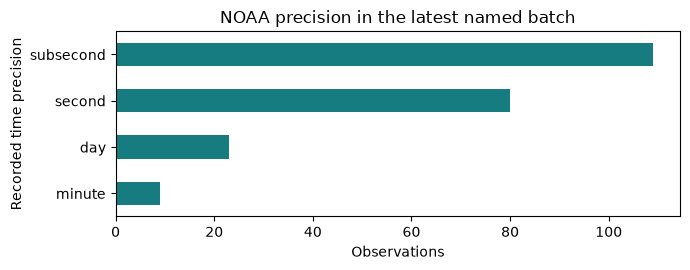 NOAA precision in the latest named batch
Recorded time precision
subsecond
second
day
minute
0 20 40 60 80 100
Observations